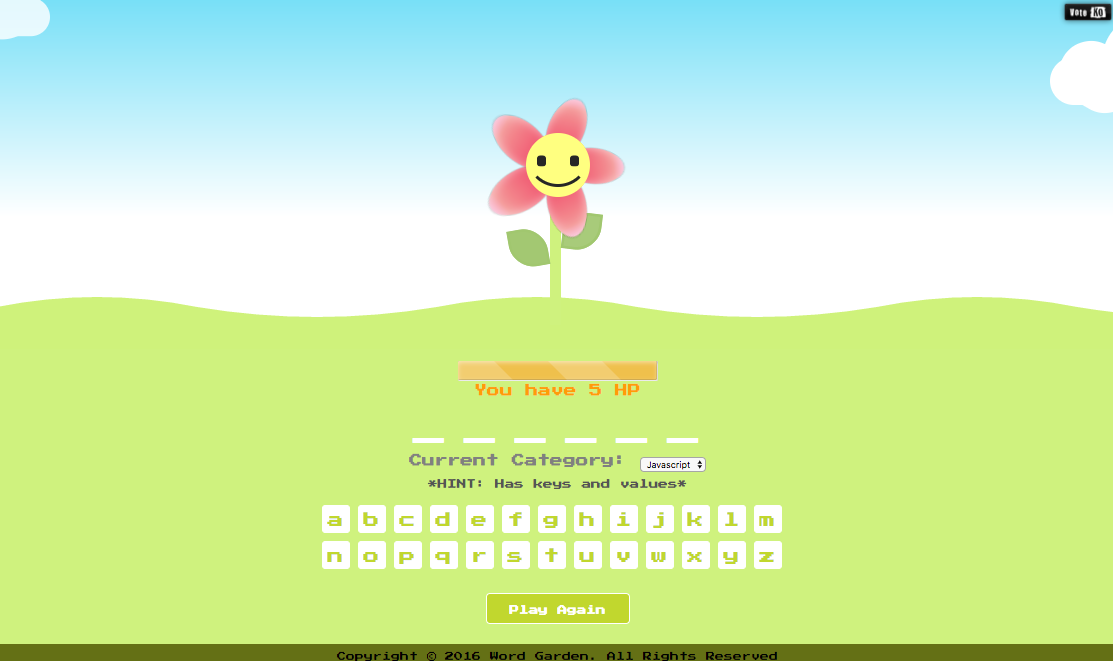 Vote KO
You have 5 HP
Current Category: Javascript
*HINT: Has keys and values*
a b c d e f g h i j k l m
n o p q r s t u v w x y z
Play Again
Copyright © 2016 Word Garden. All Rights Reserved